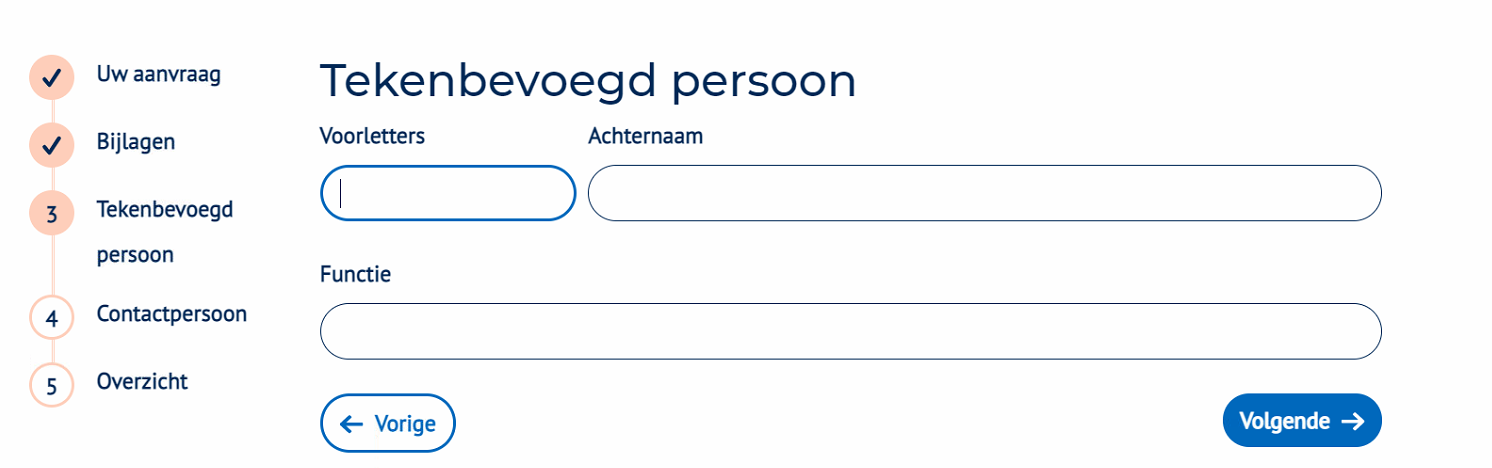 Uw aanvraag
Bijlagen
3 Tekenbevoegd
persoon
4 Contactpersoon
5 Overzicht
Tekenbevoegd persoon
Voorletters Achternaam
Functie
Vorige Volgende